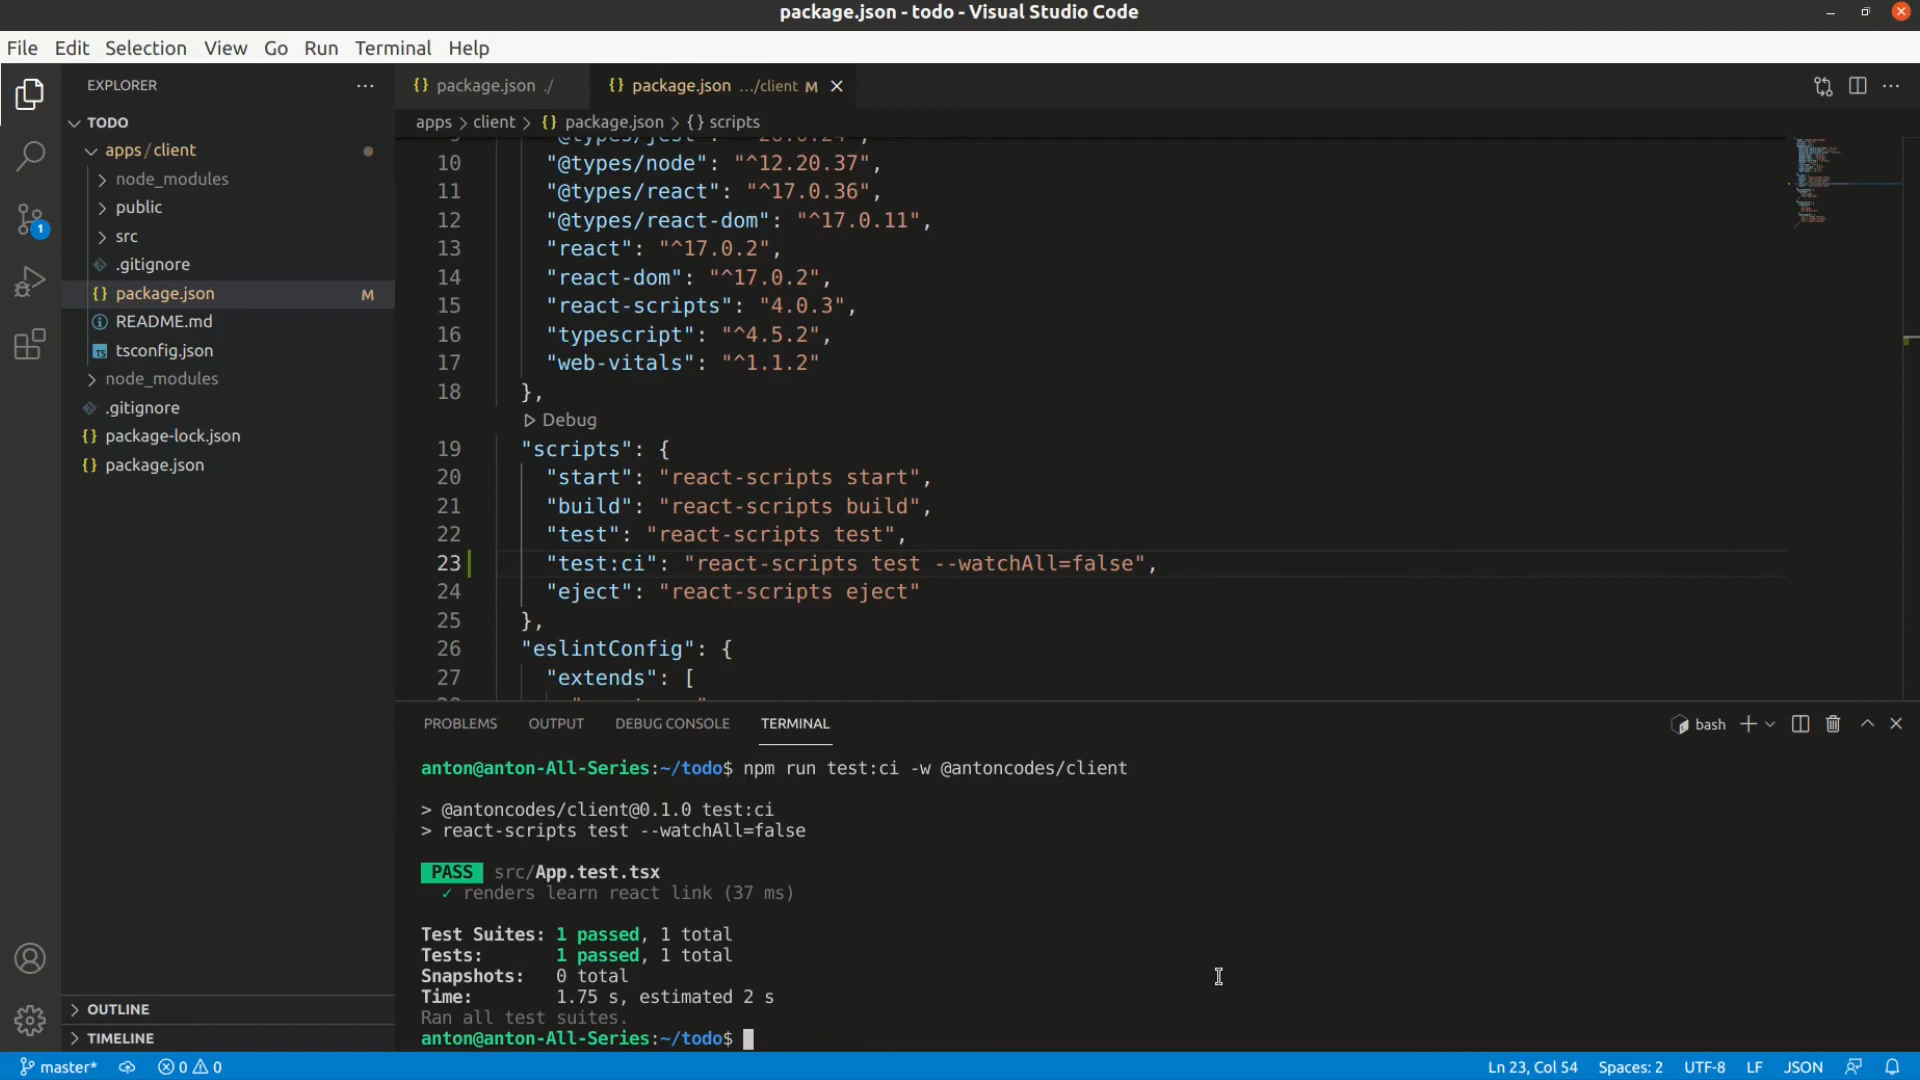 package.json - todo - Visual Studio Code
File Edit Selection View Go Run Terminal Help
EXPLORER
TODO
apps / client
node_modules
public
src
.gitignore
package.json M
README.md
tsconfig.json
node_modules
.gitignore
package-lock.json
package.json
OUTLINE
TIMELINE
1
package.json ./
package.json .../client M
apps > client > {} package.json > {} scripts
10 "@types/node": "^12.20.37",
11 "@types/react": "^17.0.36",
12 "@types/react-dom": "^17.0.11",
13 "react": "^17.0.2",
14 "react-dom": "^17.0.2",
15 "react-scripts": "4.0.3",
16 "typescript": "^4.5.2",
17 "web-vitals": "^1.1.2"
18 },
Debug
19 "scripts": {
20 "start": "react-scripts start",
21 "build": "react-scripts build",
22 "test": "react-scripts test",
23 "test:ci": "react-scripts test --watchAll=false",
24 "eject": "react-scripts eject"
25 },
26 "eslintConfig": {
27 "extends": [
PROBLEMS OUTPUT DEBUG CONSOLE TERMINAL
bash
anton@anton-All-Series:~/todo$ npm run test:ci -w @antoncodes/client
> @antoncodes/client@0.1.0 test:ci
> react-scripts test --watchAll=false
PASS src/App.test.tsx
✓ renders learn react link (37 ms)
Test Suites: 1 passed, 1 total
Tests: 1 passed, 1 total
Snapshots: 0 total
Time: 1.75 s, estimated 2 s
Ran all test suites.
anton@anton-All-Series:~/todo$
master* 0 0 Ln 23, Col 54 Spaces: 2 UTF-8 LF JSON